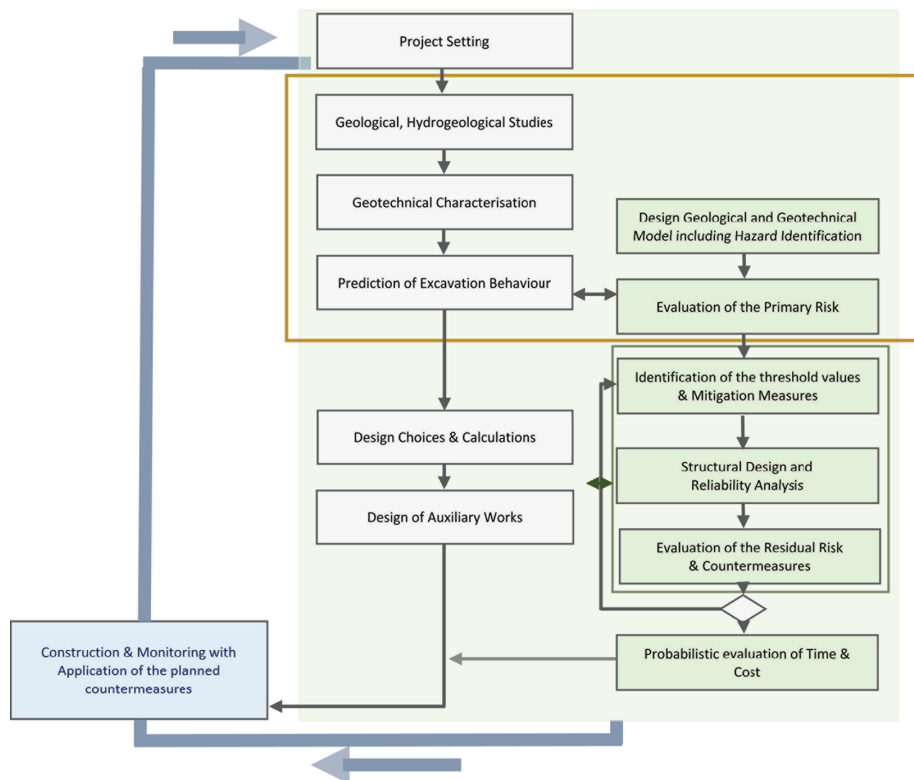 Project Setting
Geological, Hydrogeological Studies
Geotechnical Characterisation
Prediction of Excavation Behaviour
Design Choices & Calculations
Design of Auxiliary Works
Design Geological and Geotechnical
Model including Hazard Identification
Evaluation of the Primary Risk
Identification of the threshold values
& Mitigation Measures
Structural Design and
Reliability Analysis
Evaluation of the Residual Risk
& Countermeasures
Probabilistic evaluation of Time &
Cost
Construction & Monitoring with
Application of the planned
countermeasures